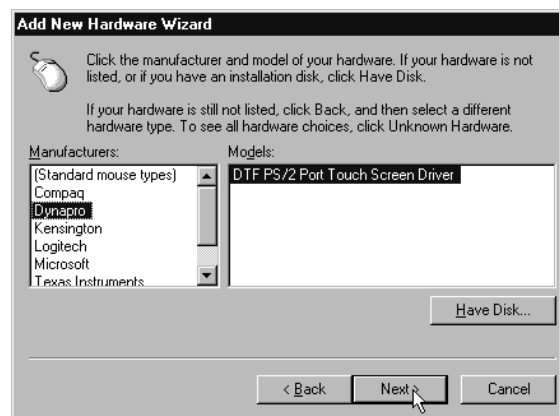 Add New Hardware Wizard
Click the manufacturer and model of your hardware. If your hardware is not
listed, or if you have an installation disk, click Have Disk.
If your hardware is still not listed, click Back, and then select a different
hardware type. To see all hardware choices, click Unknown Hardware.
Manufacturers:
(Standard mouse types)
Compaq
Dynapro
Kensington
Logitech
Microsoft
Texas Instruments
Models:
DTF PS/2 Port Touch Screen Driver
Have Disk...
< Back
Next >
Cancel